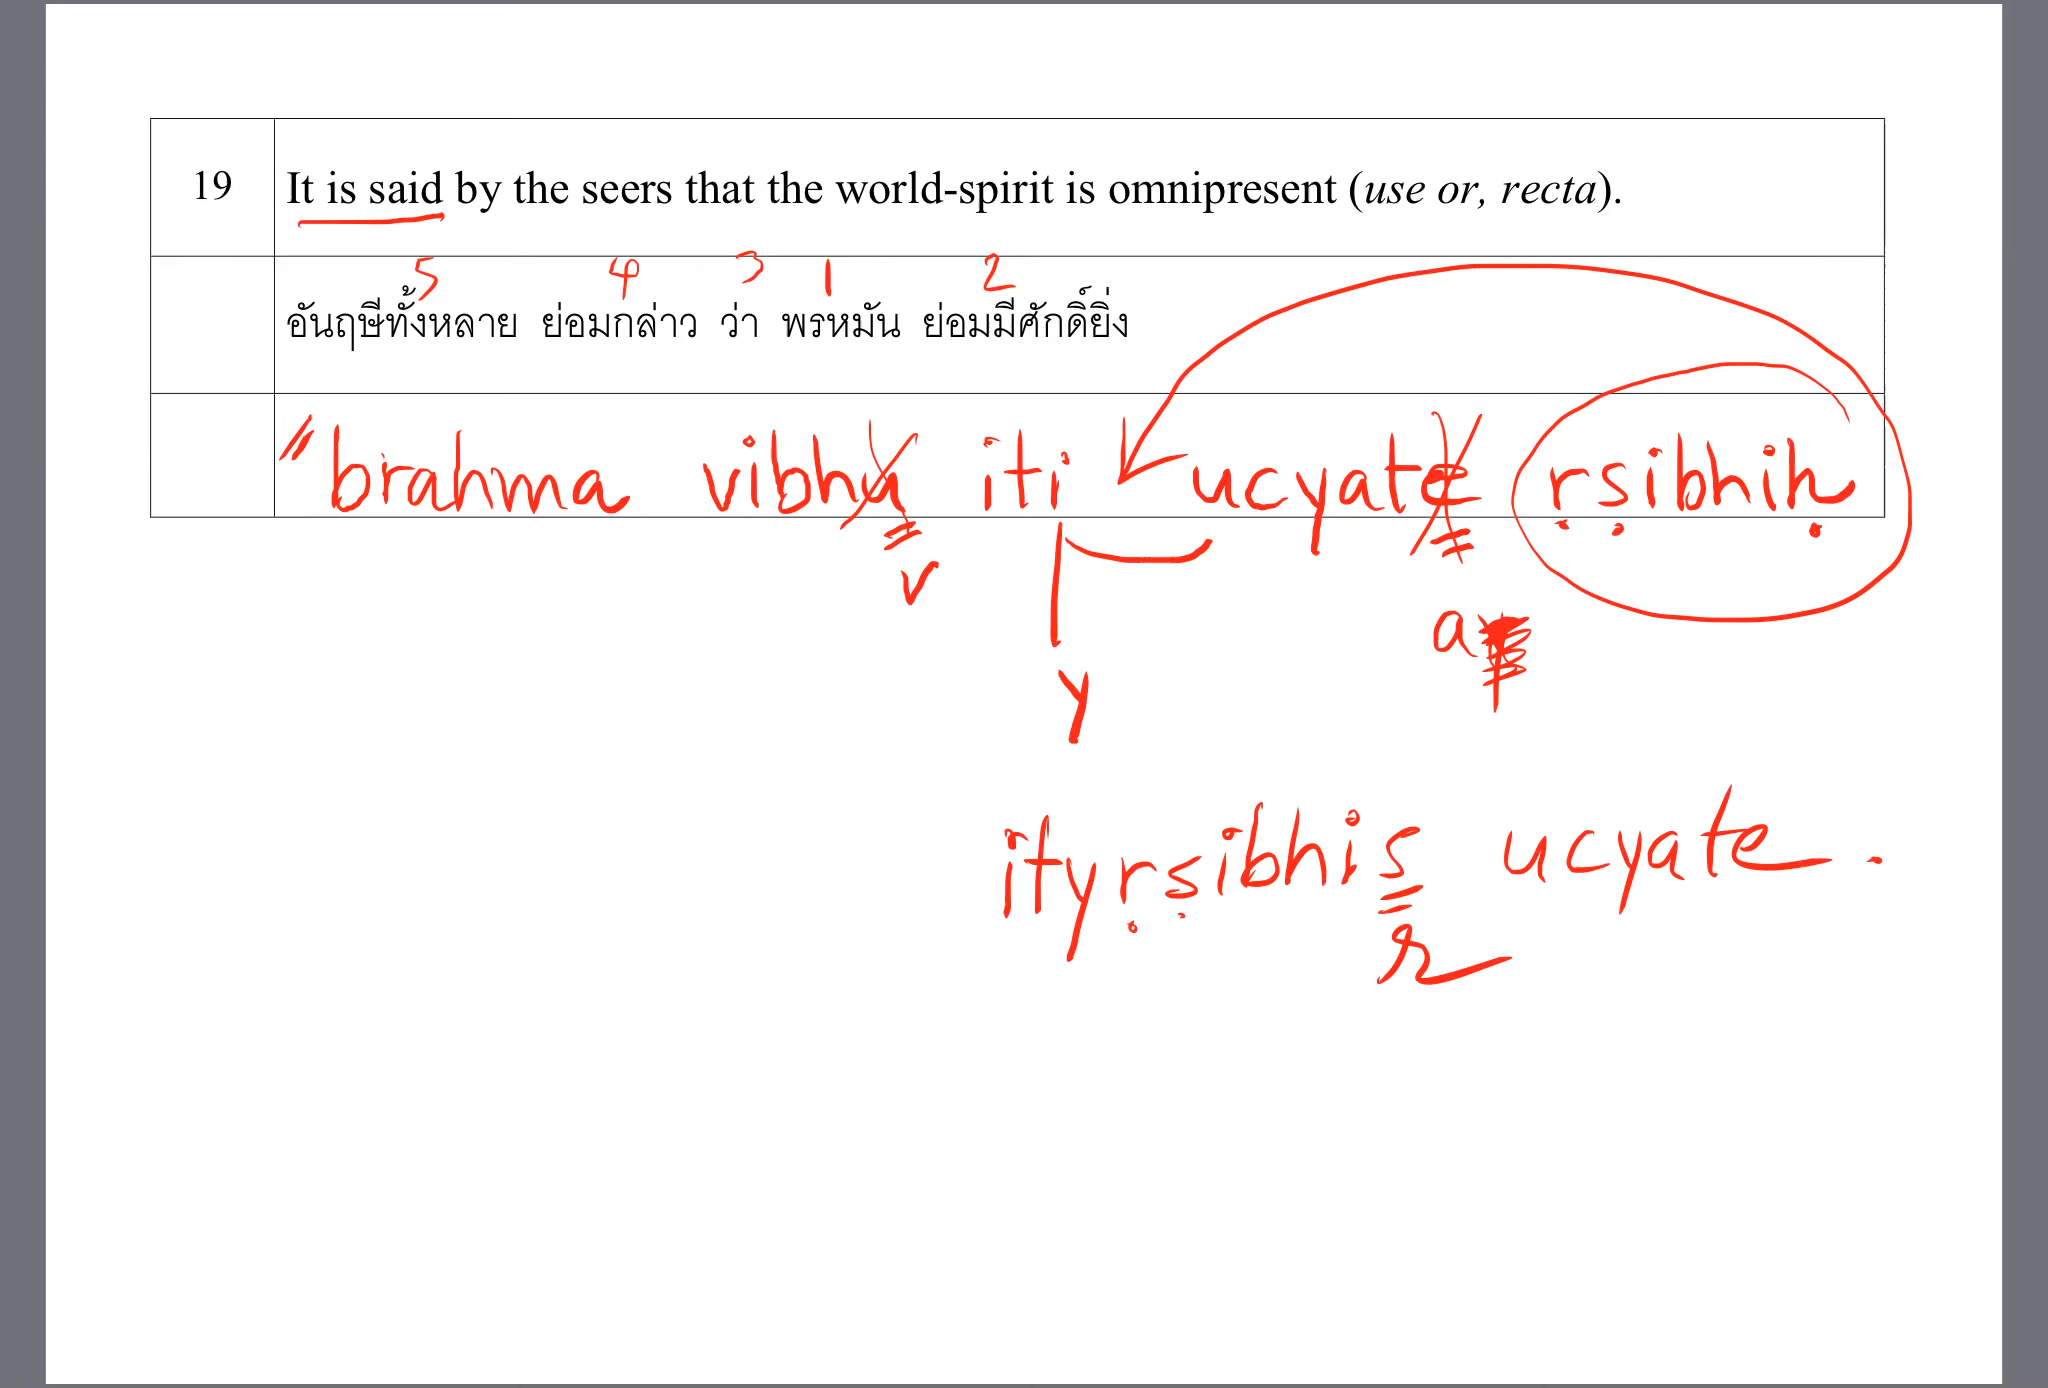 19 It is said by the seers that the world-spirit is omnipresent (use or, recta).
5 4 3 1 2
อันฤษีทั้งหลาย ย่อมกล่าว ว่า พรหมัน ย่อมมีศักดิ์ยิ่ง
"brahma vibhu iti ucyate ṛṣibhiḥ
v
a
y
ityṛṣibhis ucyate.
r